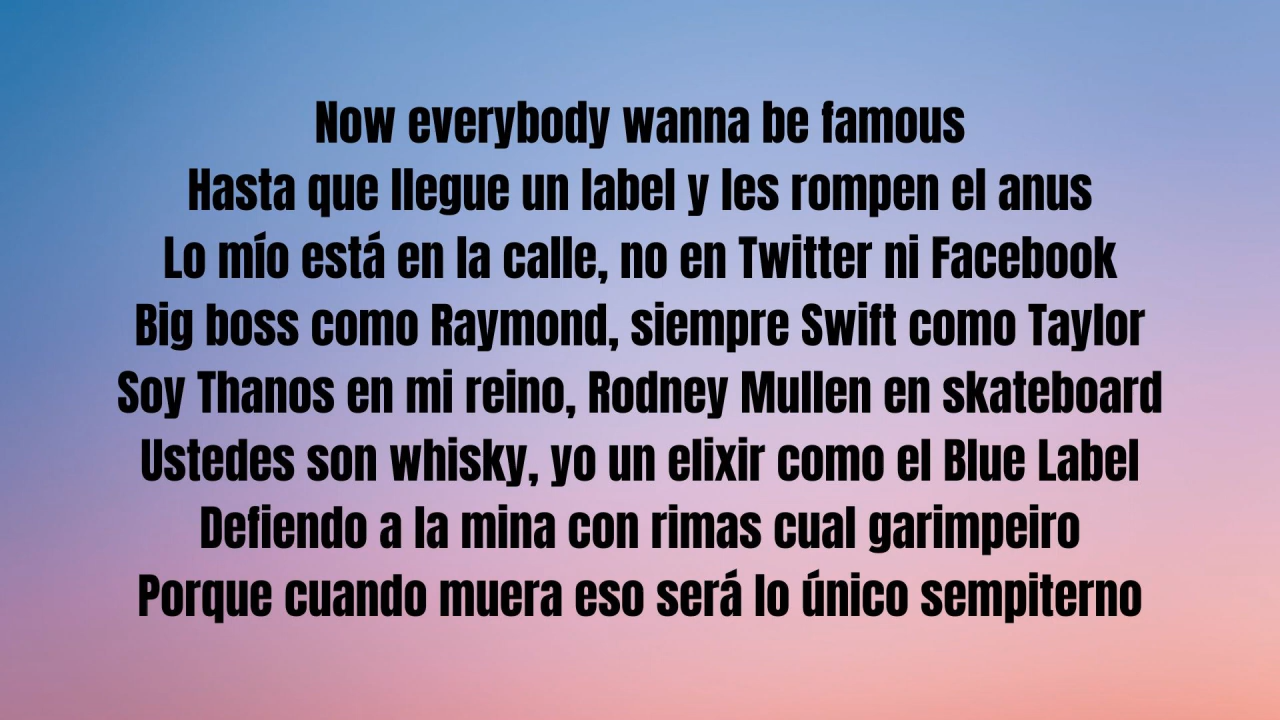 Now everybody wanna be famous
Hasta que llegue un label y les rompen el anus
Lo mío está en la calle, no en Twitter ni Facebook
Big boss como Raymond, siempre Swift como Taylor
Soy Thanos en mi reino, Rodney Mullen en skateboard
Ustedes son whisky, yo un elixir como el Blue Label
Defiendo a la mina con rimas cual garimpeiro
Porque cuando muera eso será lo único sempiterno